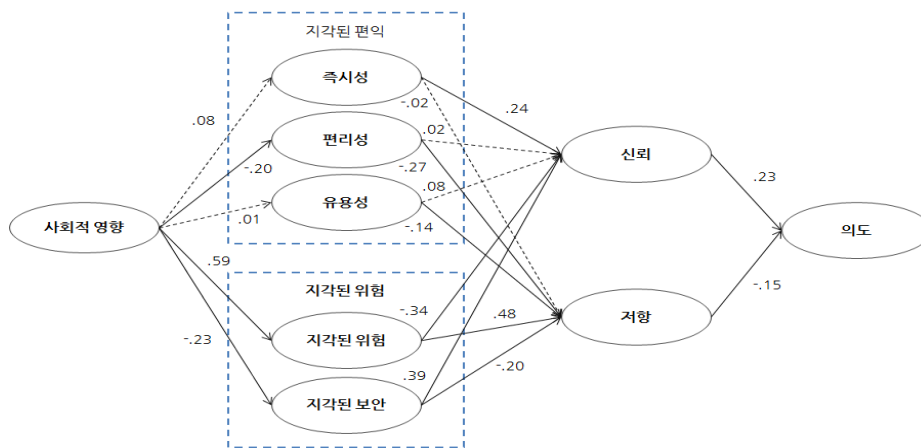 지각된 편익
즉시성
-.02
.24
.08
편리성
.02
신뢰
-.20
-.27
.23
유용성
.08
사회적 영향
.01
-.14
의도
.59
지각된 위험
-.34
.48
저항
-.15
지각된 위험
-.23
.39
-.20
지각된 보안